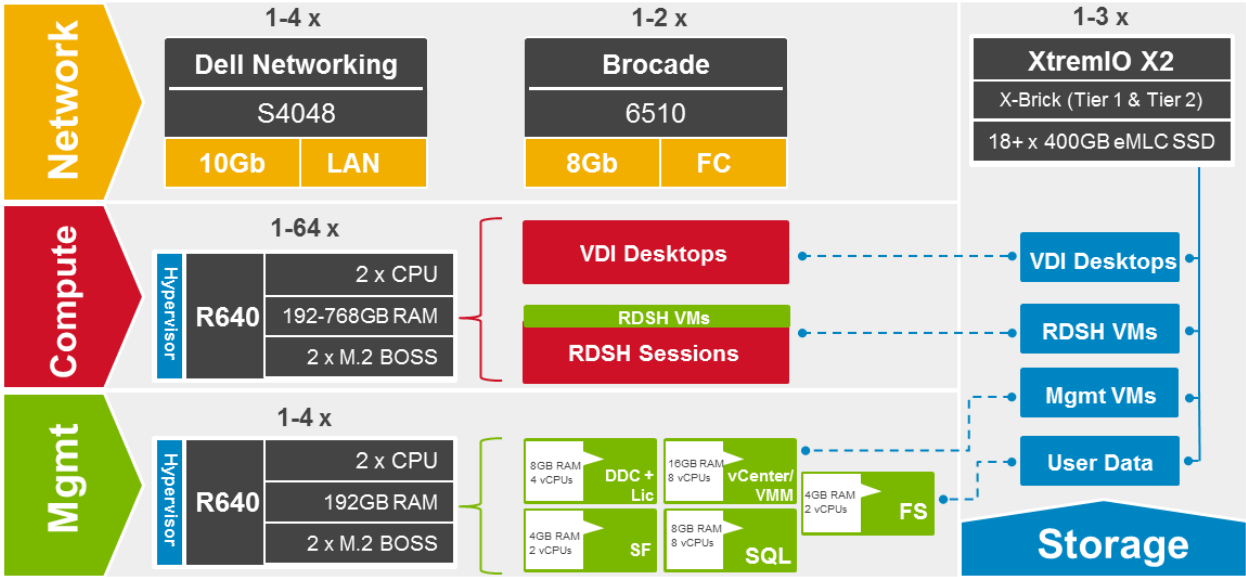 Network
1-4 x
Dell Networking
S4048
10Gb LAN
1-2 x
Brocade
6510
8Gb FC
1-3 x
XtremIO X2
X-Brick (Tier 1 & Tier 2)
18+ x 400GB eMLC SSD
Compute
1-64 x
Hypervisor
R640
2 x CPU
192-768GB RAM
2 x M.2 BOSS
VDI Desktops
RDSH VMs
RDSH Sessions
VDI Desktops
RDSH VMs
Mgmt VMs
User Data
Mgmt
1-4 x
Hypervisor
R640
2 x CPU
192GB RAM
2 x M.2 BOSS
8GB RAM
4 vCPUs
DDC +
Lic
16GB RAM
8 vCPUs
vCenter/
VMM
4GB RAM
2 vCPUs
FS
4GB RAM
2 vCPUs
SF
8GB RAM
8 vCPUs
SQL
Storage